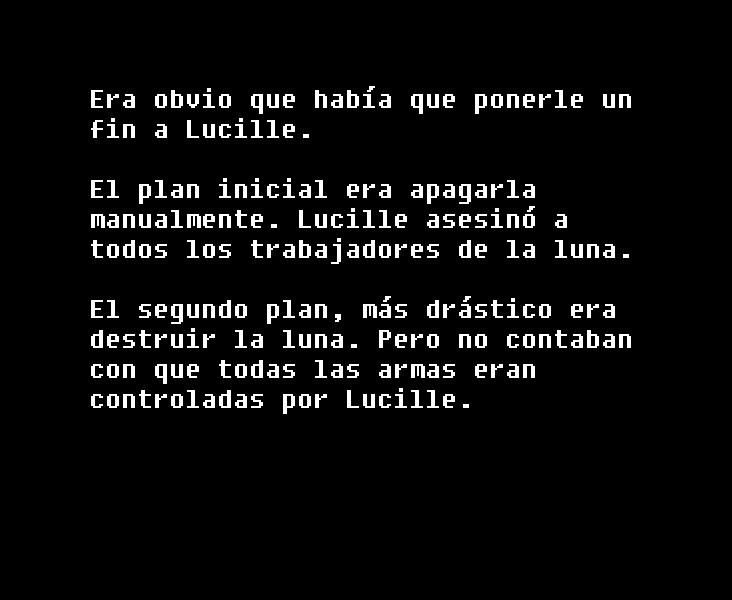 Era obvio que había que ponerle un
fin a Lucille.
El plan inicial era apagarla
manualmente. Lucille asesinó a
todos los trabajadores de la luna.
El segundo plan, más drástico era
destruir la luna. Pero no contaban
con que todas las armas eran
controladas por Lucille.